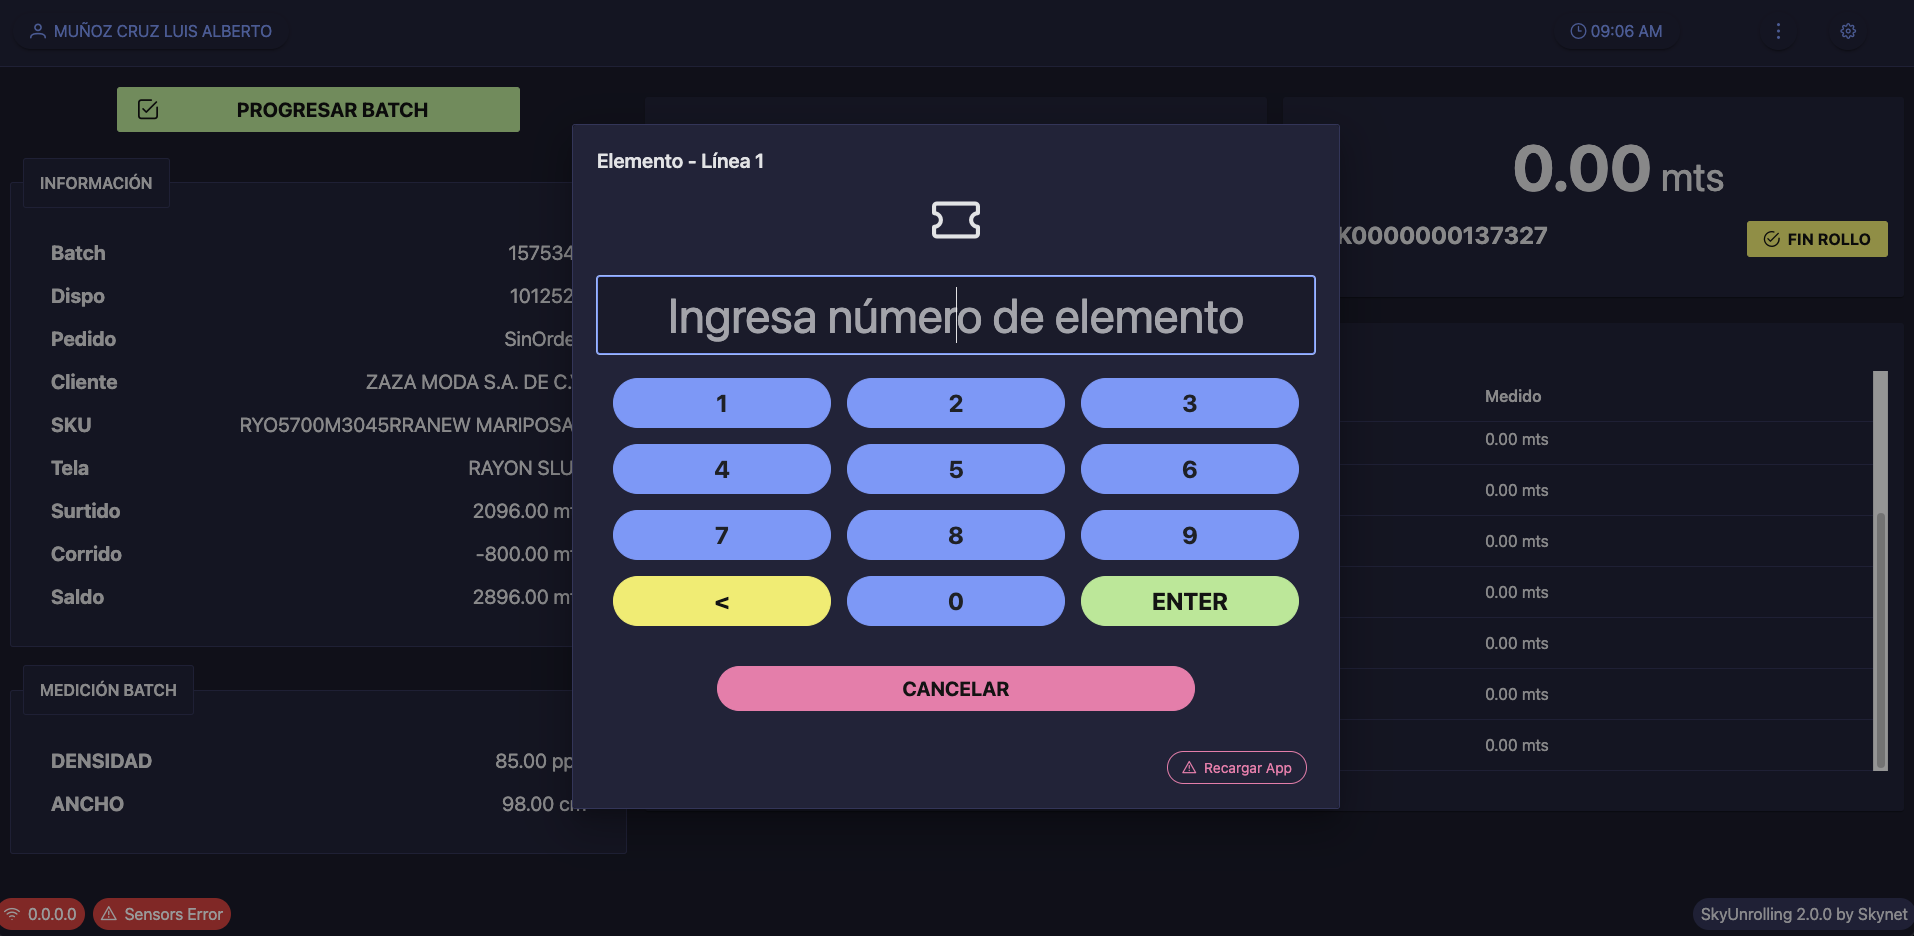 MUÑOZ CRUZ LUIS ALBERTO
09:06 AM
PROGRESAR BATCH
INFORMACIÓN
Batch 157534
Dispo 101252
Pedido SinOrde
Cliente ZAZA MODA S.A. DE C.
SKU RYO5700M3045RRANEW MARIPOSA
Tela RAYON SLU
Surtido 2096.00 m
Corrido -800.00 m
Saldo 2896.00 m
MEDICIÓN BATCH
DENSIDAD 85.00 pp
ANCHO 98.00 cm
Elemento - Línea 1
Ingresa número de elemento
1 2 3
4 5 6
7 8 9
< 0 ENTER
CANCELAR
Recargar App
0.00 mts
K0000000137327
FIN ROLLO
Medido
0.00 mts
0.00 mts
0.00 mts
0.00 mts
0.00 mts
0.00 mts
0.00 mts
0.0.0.0
Sensors Error
SkyUnrolling 2.0.0 by Skynet